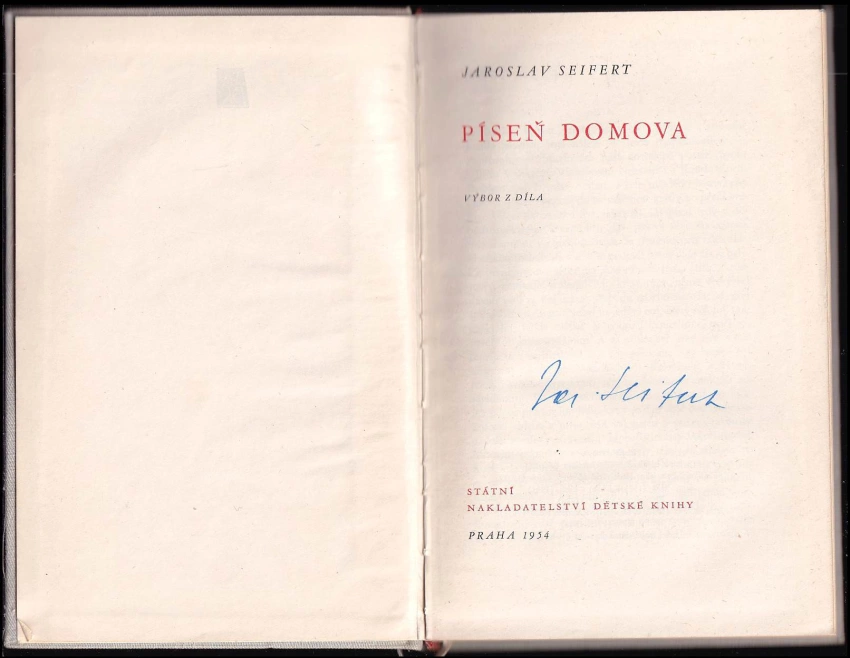 JAROSLAV SEIFERT
PÍSEŇ DOMOVA
VÝBOR Z DÍLA
Jar. Seifert
STÁTNÍ
NAKLADATELSTVÍ DĚTSKÉ KNIHY
PRAHA 1954